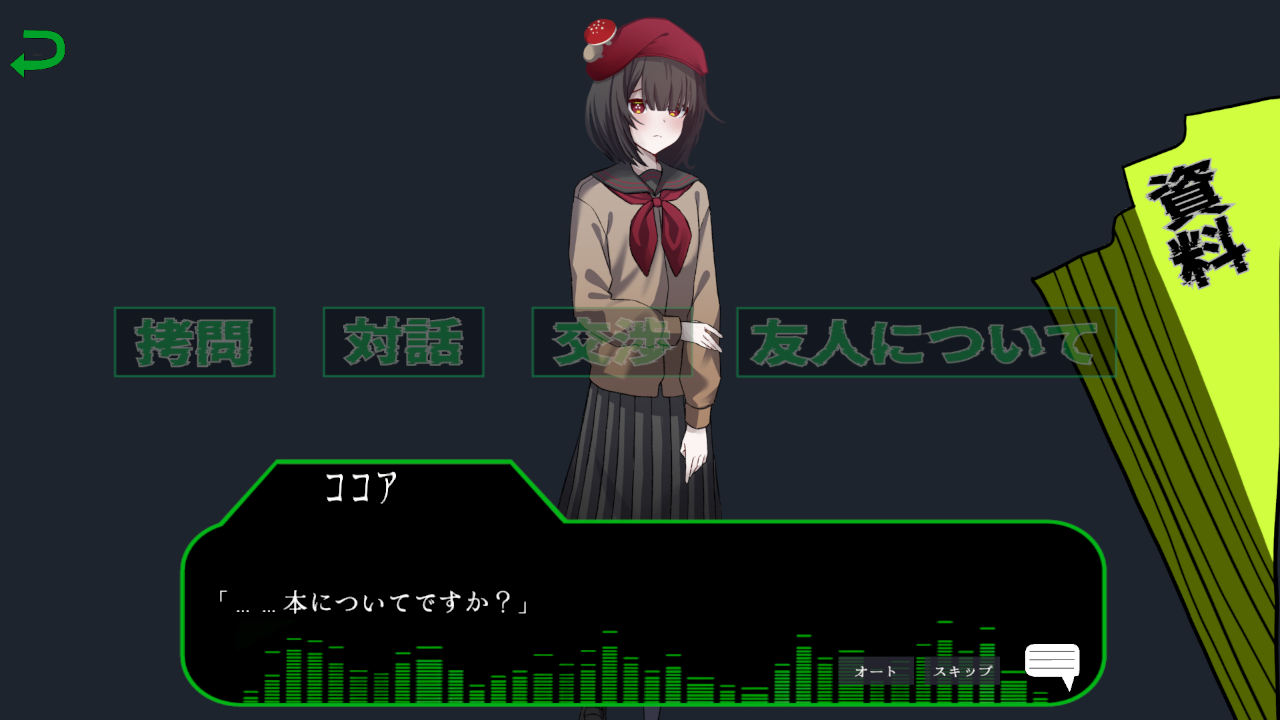 資料
拷問
対話
交渉
友人について
ココア
「……本についてですか？」
オート
スキップ